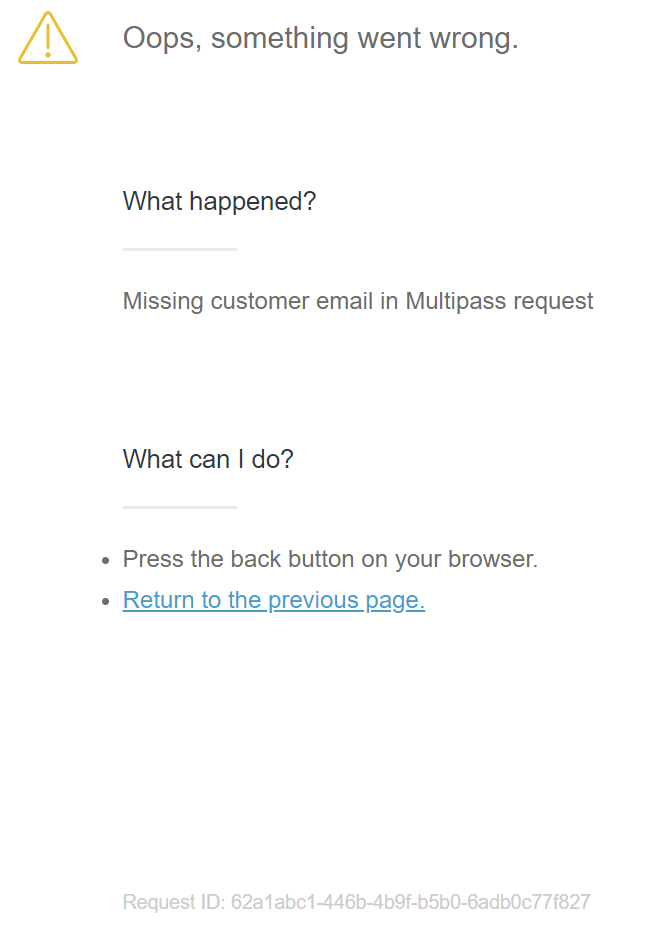 Oops, something went wrong.
What happened?
Missing customer email in Multipass request
What can I do?
Press the back button on your browser.
Return to the previous page.
Request ID: 62a1abc1-446b-4b9f-b5b0-6adb0c77f827